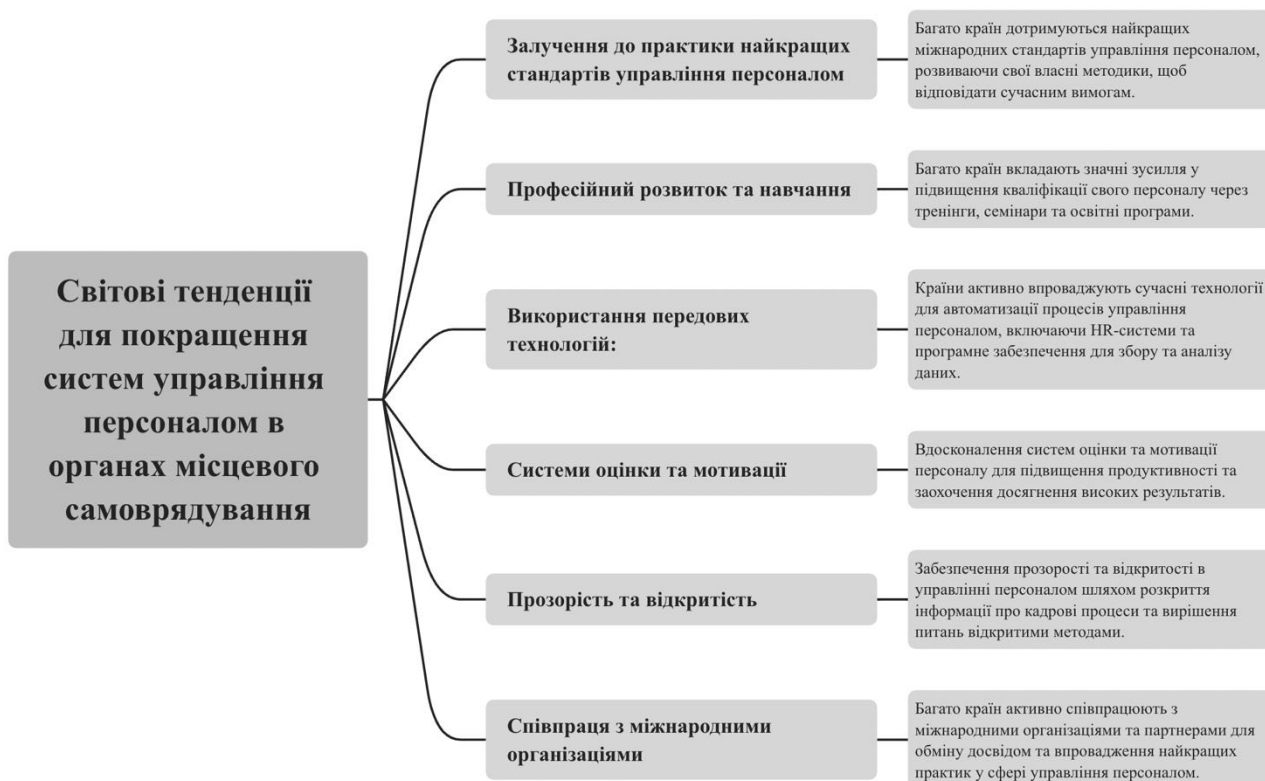 Світові тенденції
для покращення
систем управління
персоналом в
органах місцевого
самоврядування
Залучення до практики найкращих
стандартів управління персоналом
Багато країн дотримуються найкращих
міжнародних стандартів управління персоналом,
розвиваючи свої власні методики, щоб
відповідати сучасним вимогам.
Професійний розвиток та навчання
Багато країн вкладають значні зусилля у
підвищення кваліфікації свого персоналу через
тренінги, семінари та освітні програми.
Використання передових
технологій:
Країни активно впроваджують сучасні технології
для автоматизації процесів управління
персоналом, включаючи HR-системи та
програмне забезпечення для збору та аналізу
даних.
Системи оцінки та мотивації
Вдосконалення систем оцінки та мотивації
персоналу для підвищення продуктивності та
заохочення досягнення високих результатів.
Прозорість та відкритість
Забезпечення прозорості та відкритості в
управлінні персоналом шляхом розкриття
інформації про кадрові процеси та вирішення
питань відкритими методами.
Співпраця з міжнародними
організаціями
Багато країн активно співпрацюють з
міжнародними організаціями та партнерами для
обміну досвідом та впровадження найкращих
практик у сфері управління персоналом.